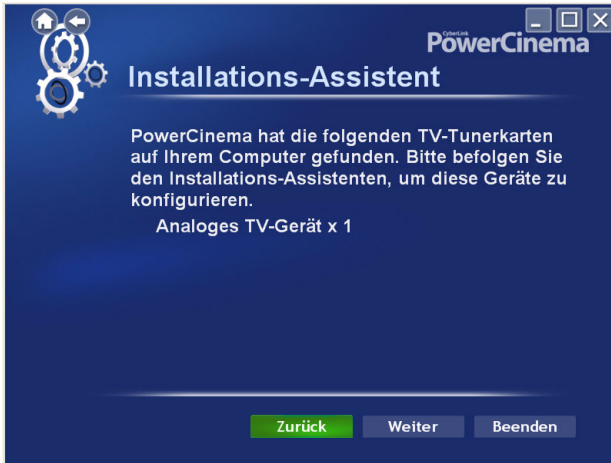 CyberLink
PowerCinema
Installations-Assistent
PowerCinema hat die folgenden TV-Tunerkarten
auf Ihrem Computer gefunden. Bitte befolgen Sie
den Installations-Assistenten, um diese Geräte zu
konfigurieren.
Analoges TV-Gerät x 1
Zurück Weiter Beenden